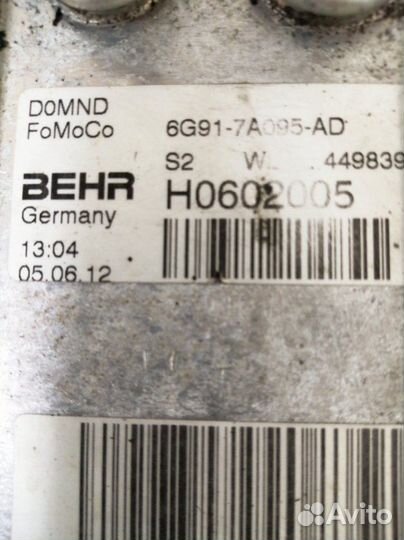 D0MND
FoMoCo 6G91-7A095-AD
S2 449839
BEHR H0602005
Germany
13:04
05.06.12
Avito